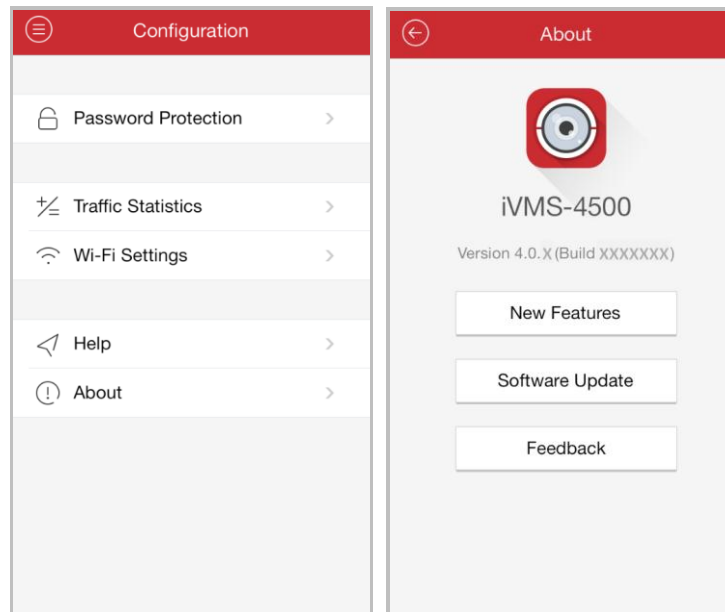 Configuration
Password Protection
Traffic Statistics
Wi-Fi Settings
Help
About
About
iVMS-4500
Version 4.0.X (Build XXXXXXX)
New Features
Software Update
Feedback